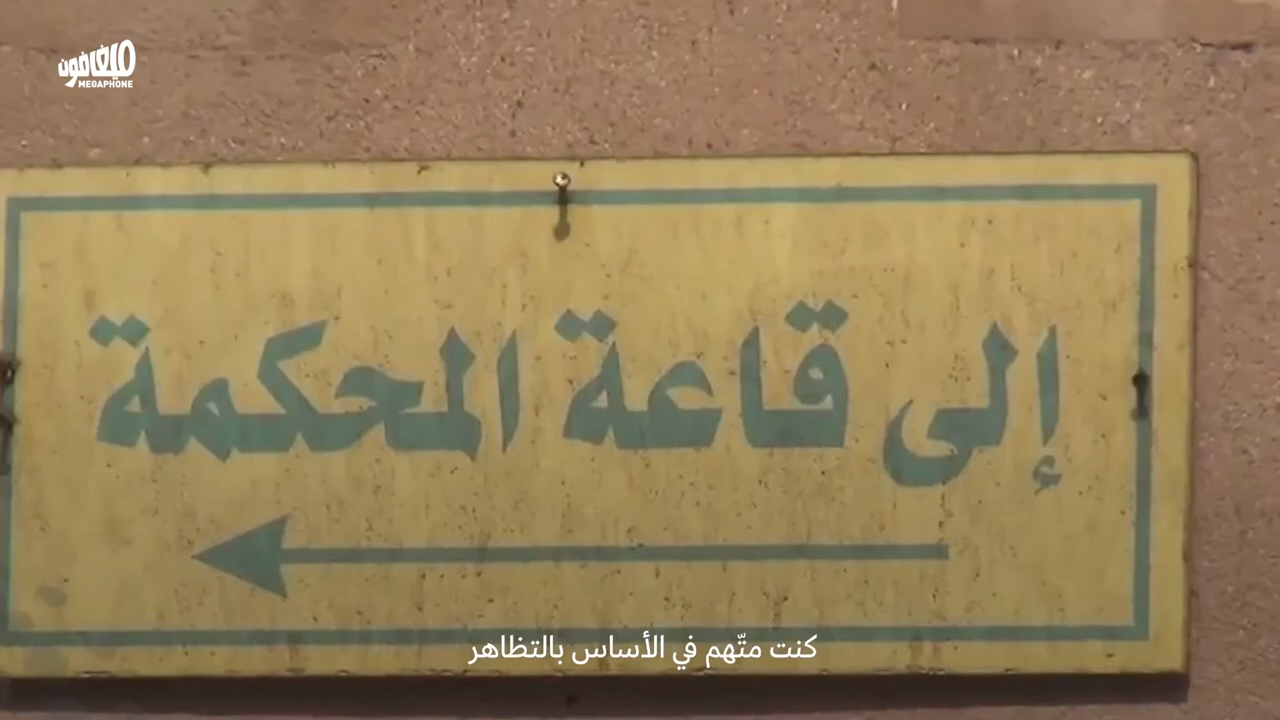 ميغافون
MEGAPHONE
إلى قاعة المحكمة
كنت متّهم في الأساس بالتظاهر